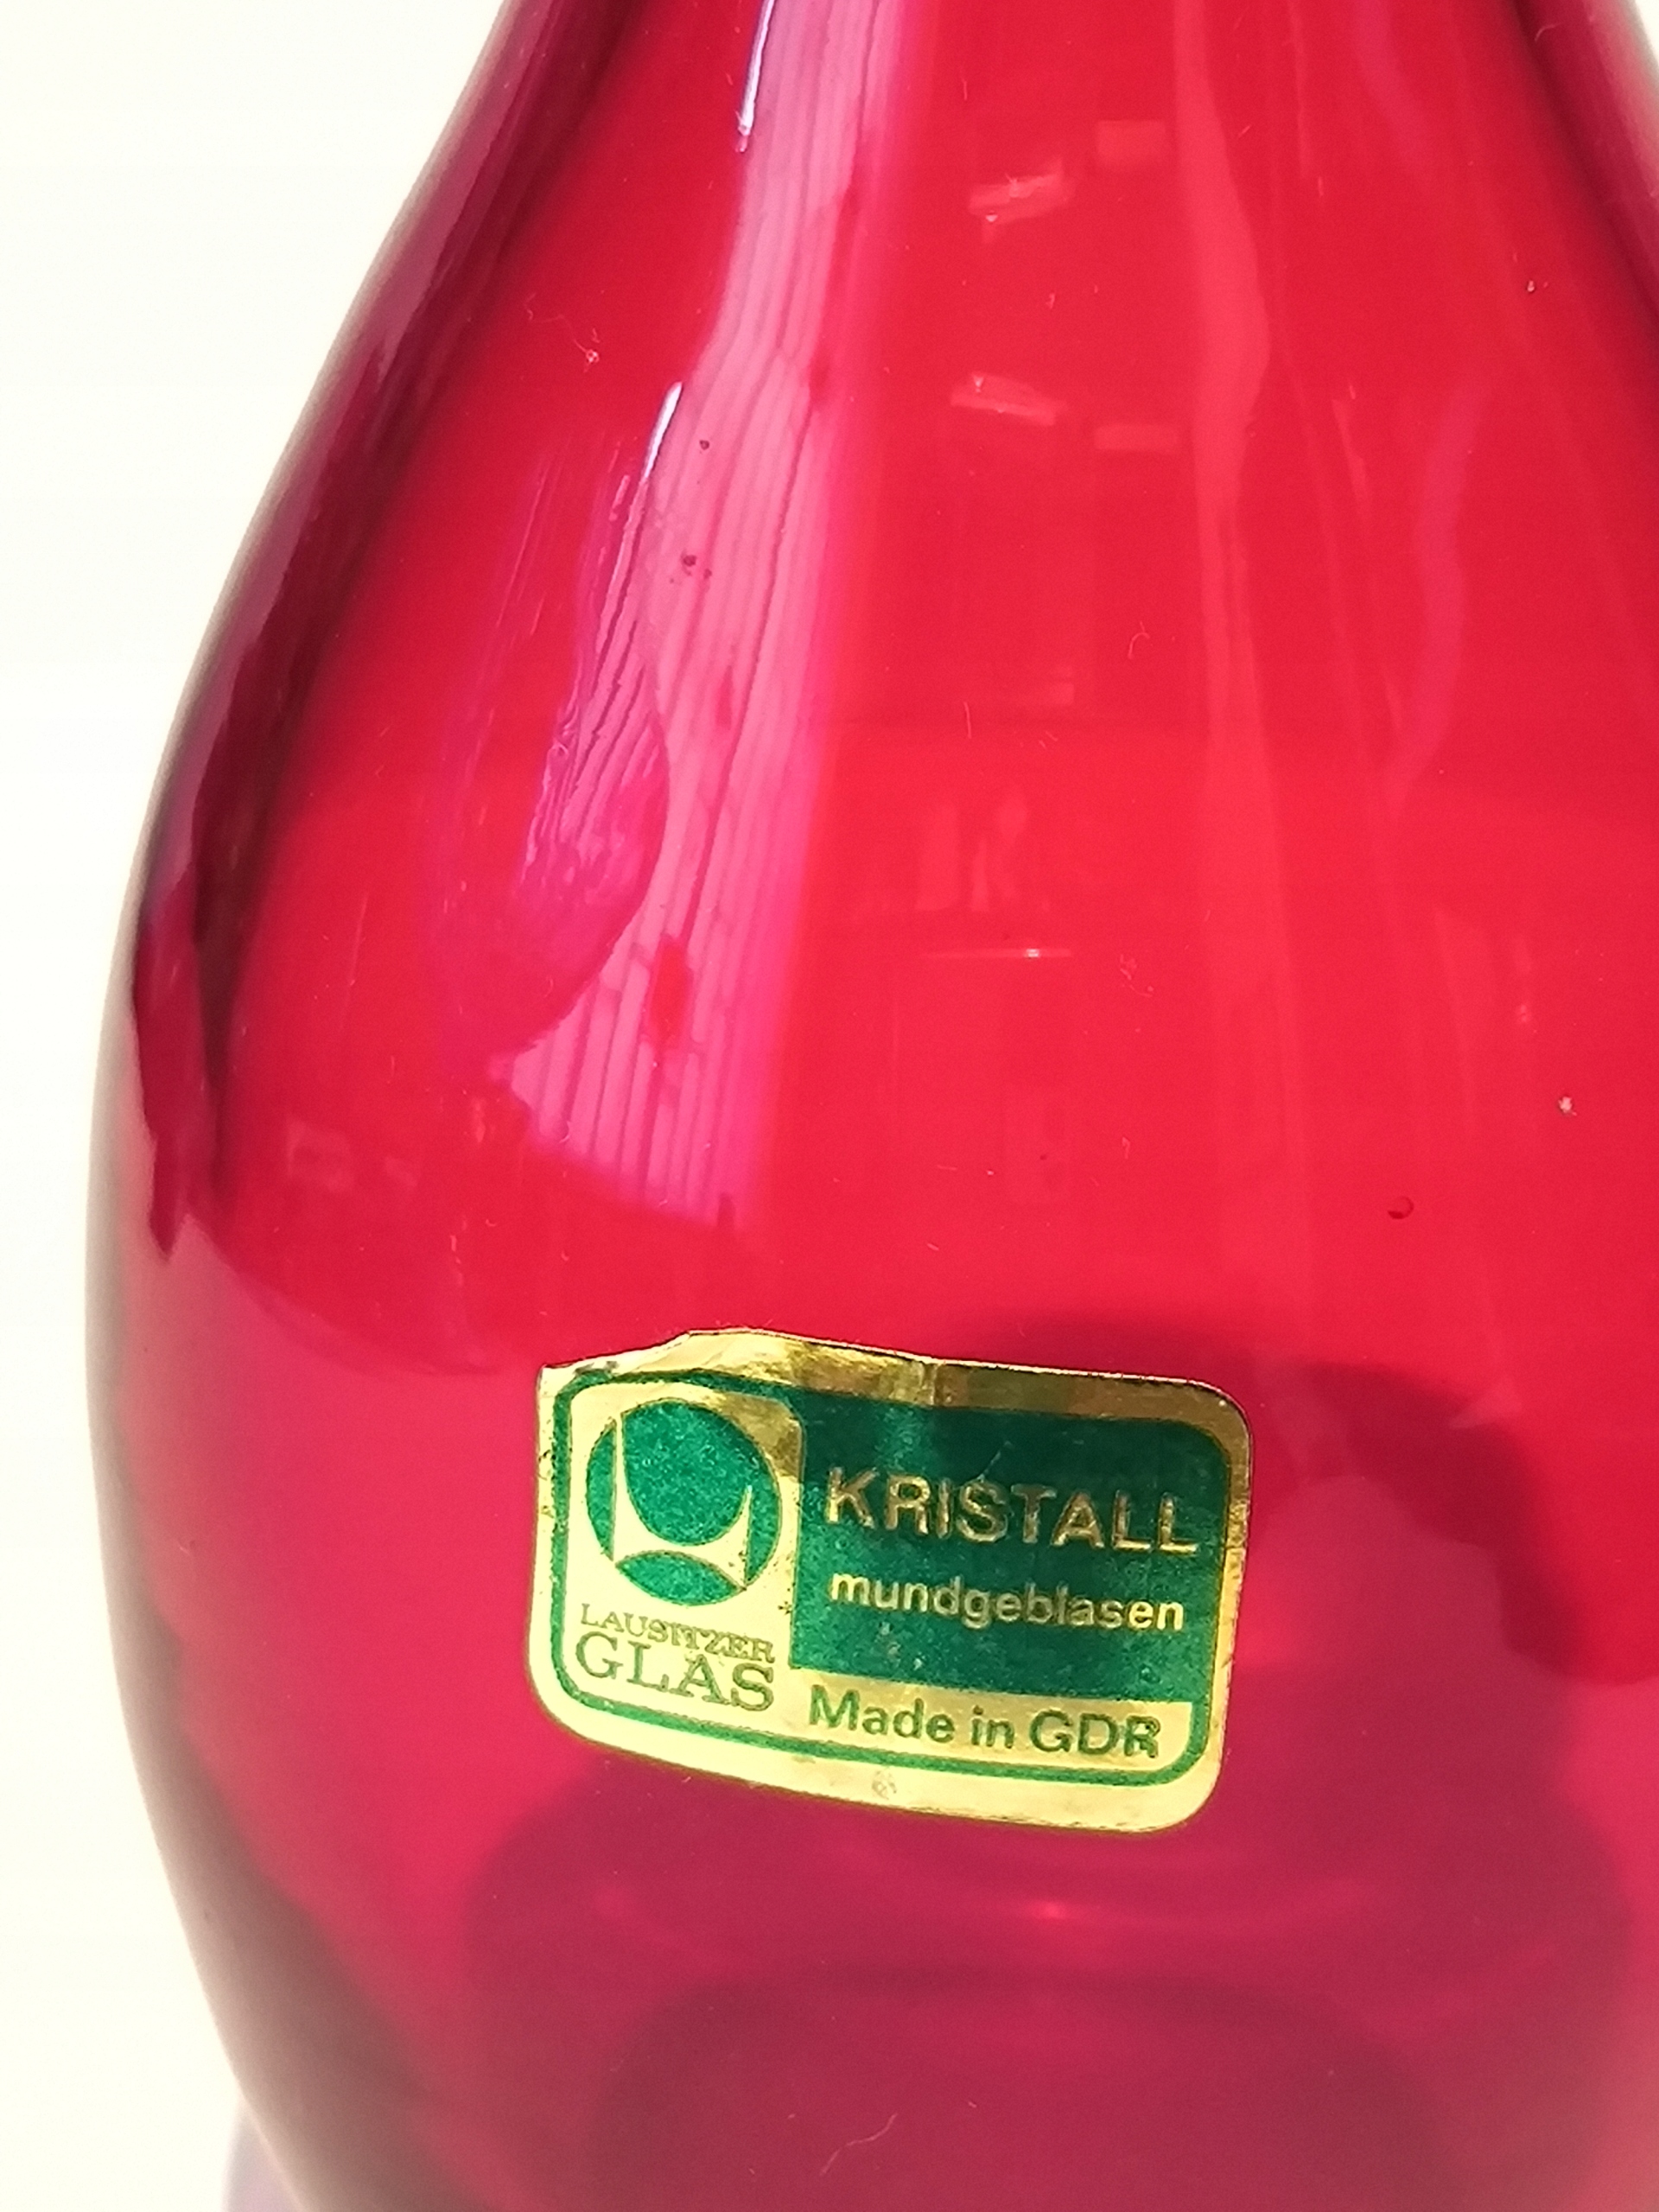 LAUSITZER
GLAS
KRISTALL
mundgeblasen
Made in GDR